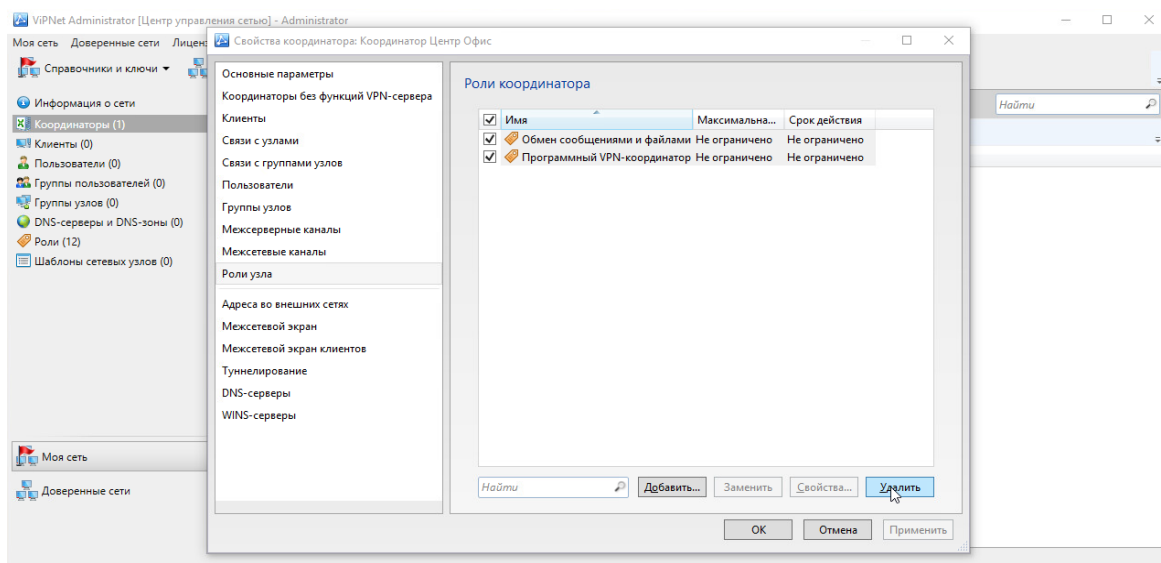 ViPNet Administrator [Центр управления сетью] - Administrator
Моя сеть Доверенные сети
Свойства координатора: Координатор Центр Офис
Справочники и ключи
Информация о сети
Координаторы (1)
Клиенты (0)
Пользователи (0)
Группы пользователей (0)
Группы узлов (0)
DNS-серверы и DNS-зоны (0)
Роли (12)
Шаблоны сетевых узлов (0)
Моя сеть
Доверенные сети
Основные параметры
Координаторы без функций VPN-сервера
Клиенты
Связи с узлами
Связи с группами узлов
Пользователи
Группы узлов
Межсерверные каналы
Межсетевые каналы
Роли узла
Адреса во внешних сетях
Межсетевой экран
Межсетевой экран клиентов
Туннелирование
DNS-серверы
WINS-серверы
Роли координатора
Имя Максимальна... Срок действия
Обмен сообщениями и файлами Не ограничено Не ограничено
Программный VPN-координатор Не ограничено Не ограничено
Найти Добавить... Заменить Свойства... Удалить
OK Отмена Применить
Найти